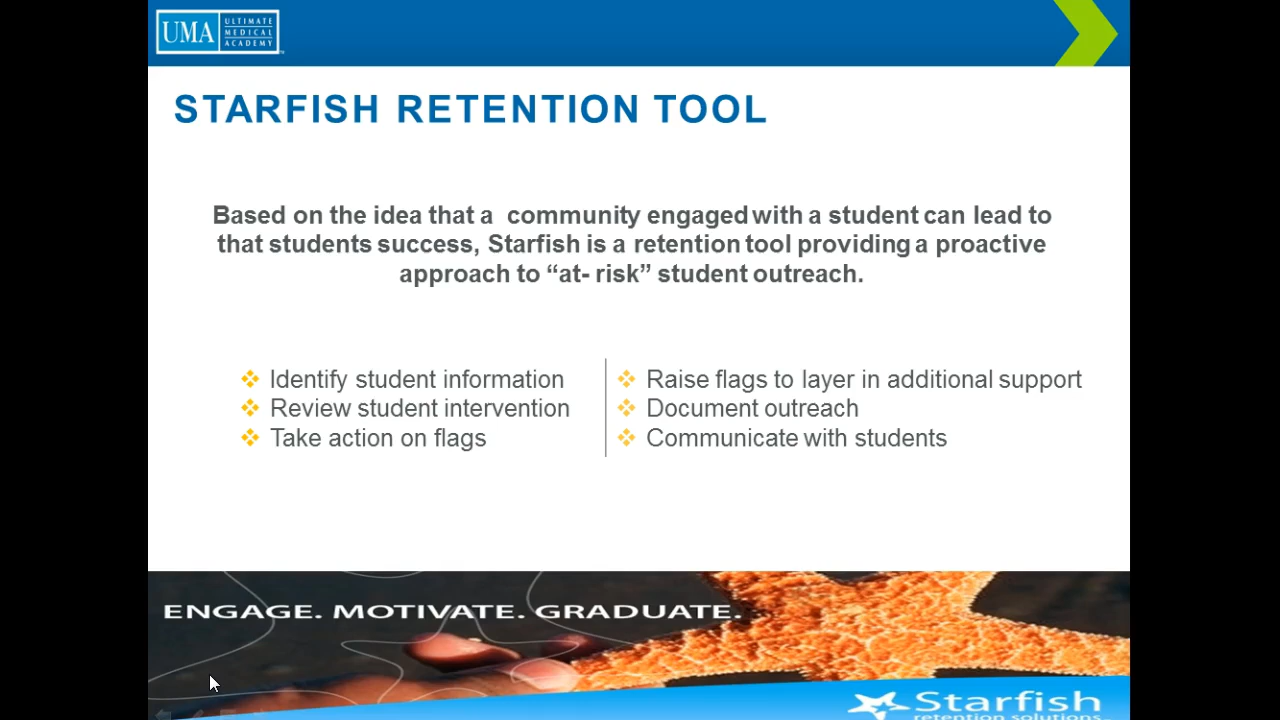 UMA ULTIMATE
MEDICAL
ACADEMY
STARFISH RETENTION TOOL
Based on the idea that a community engaged with a student can lead to
that students success, Starfish is a retention tool providing a proactive
approach to “at- risk” student outreach.
Identify student information
Review student intervention
Take action on flags
Raise flags to layer in additional support
Document outreach
Communicate with students
ENGAGE. MOTIVATE. GRADUATE.
Starfish
retention solutions